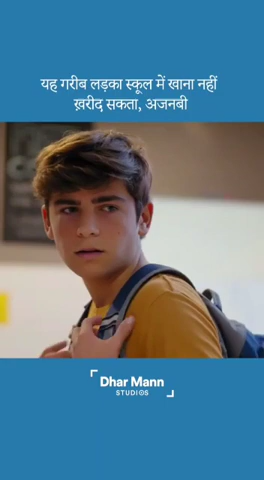 यह गरीब लड़का स्कूल में खाना नहीं
ख़रीद सकता, अजनबी
Dhar Mann
STUDIOS